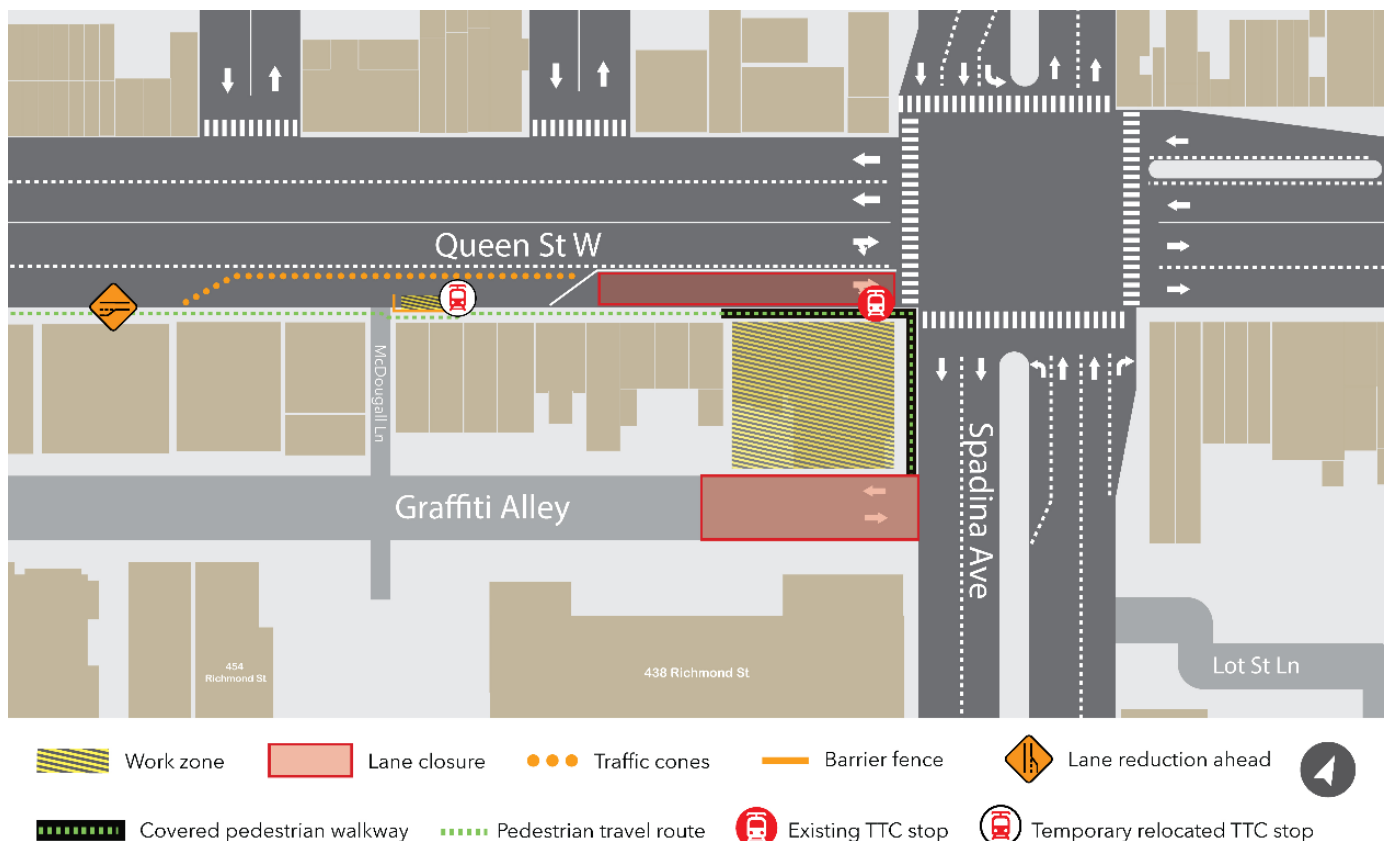 Queen St W
McDougall Ln
Graffiti Alley
Spadina Ave
454
Richmond St
438 Richmond St
Lot St Ln
Work zone
Lane closure
Traffic cones
Barrier fence
Lane reduction ahead
Covered pedestrian walkway
Pedestrian travel route
Existing TTC stop
Temporary relocated TTC stop